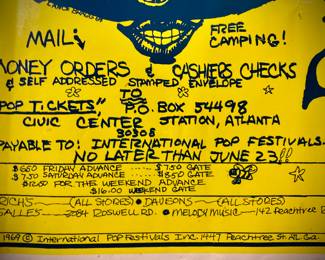 MAIL:
FREE
CAMPING!
MONEY ORDERS & CASHIERS CHECKS
& SELF ADDRESSED STAMPED ENVELOPE
TO
"POP TICKETS", P.O. BOX 54498
CIVIC CENTER STATION, ATLANTA
30308
PAYABLE TO: INTERNATIONAL POP FESTIVALS.
NO LATER THAN JUNE 23!!
$6.50 FRIDAY ADVANCE ---- $7.50 GATE
$7.50 SATURDAY ADVANCE ---- $8.50 GATE
$12.50 FOR THE WEEKEND ADVANCE
$16.00 WEEKEND GATE
RICHS (ALL STORES) • DAVISONS (ALL STORES)
SALLES 2284 ROSWELL RD. • MELODY MUSIC 142 PEACHTREE
1969 © International Pop Festivals Inc. 1447 Peachtree St. Atl. Ga.